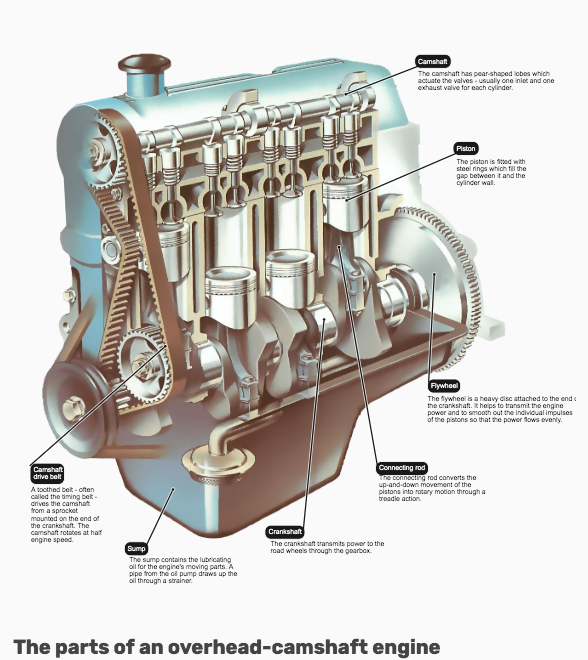 Camshaft
The camshaft has pear-shaped lobes which
actuate the valves - usually one inlet and one
exhaust valve for each cylinder.
Piston
The piston is fitted with
steel rings which fill the
gap between it and the
cylinder wall.
Flywheel
The flywheel is a heavy disc attached to the end
the crankshaft. It helps to transmit the engine
power and to smooth out the individual impulses
of the pistons so that the power flows evenly.
Connecting rod
The connecting rod converts the
up-and-down movement of the
pistons into rotary motion through a
treadle action.
Camshaft
drive belt
A toothed belt - often
called the timing belt -
drives the camshaft
from a sprocket
mounted on the end of
the crankshaft. The
camshaft rotates at half
engine speed.
Crankshaft
The crankshaft transmits power to the
road wheels through the gearbox.
Sump
The sump contains the lubricating
oil for the engine's moving parts. A
pipe from the oil pump draws up the
oil through a strainer.
The parts of an overhead-camshaft engine